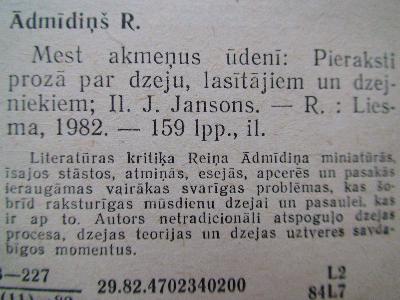 Ādmīdiņš R.
Mest akmeņus ūdenī: Pieraksti
prozā par dzeju, lasītājiem un dzej-
niekiem; Il. J. Jansons. — R. : Lies-
ma, 1982. — 159 lpp., il.
Literatūras kritiķa Reiņa Ādmīdiņa miniatūrās,
īsajos stāstos, atmiņās, esejās, apcerēs un pasakās
ieraugāmas vairākas svarīgas problēmas, kas šo-
brīd raksturīgas mūsdienu dzejai un pasaulei, kas
ir ap to. Autors netradicionāli atspoguļo dzejas
procesa, dzejas teorijas un dzejas uztveres savda-
bīgos momentus.
—227
29.82.4702340200
L2
84L7